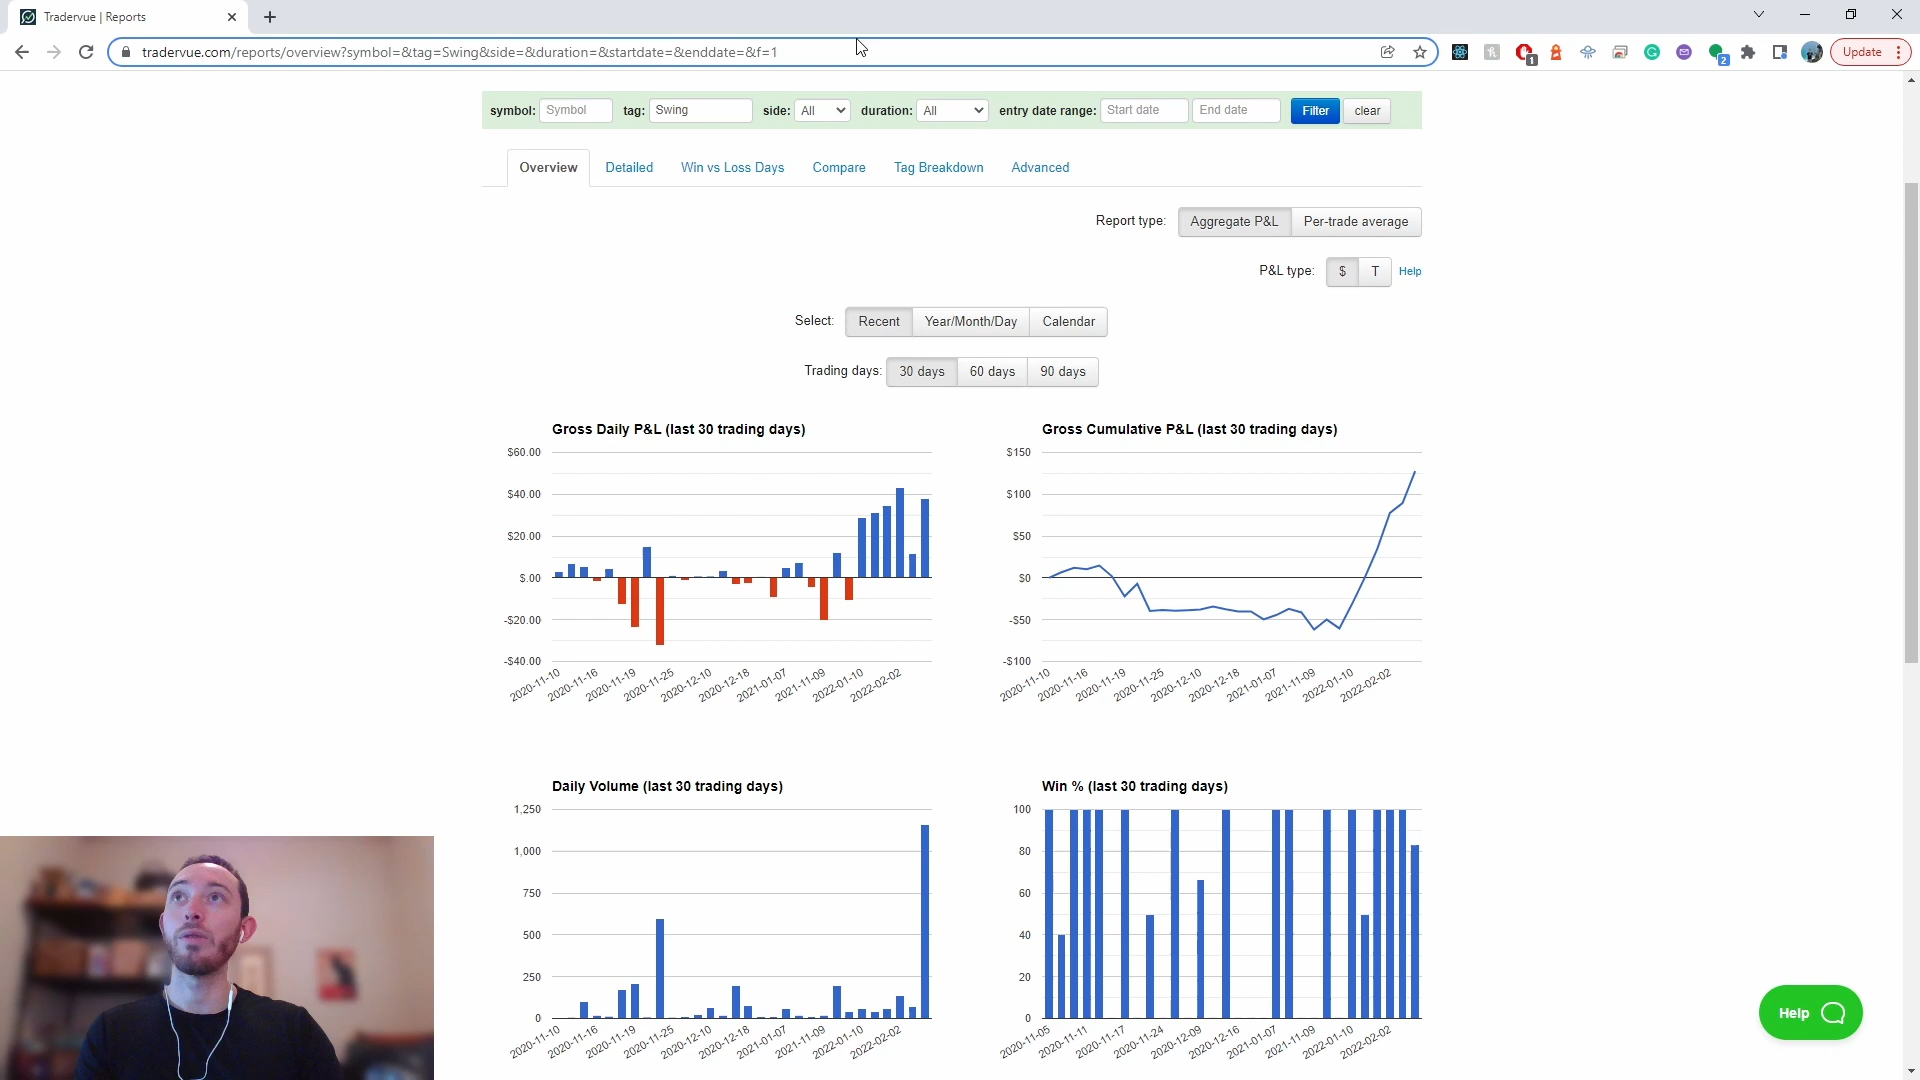 Tradervue | Reports
tradervue.com/reports/overview?symbol=&tag=Swing&side=&duration=&startdate=&enddate=&f=1
1
2
Update
symbol: Symbol tag: Swing side: All duration: All entry date range: Start date End date Filter clear
Overview Detailed Win vs Loss Days Compare Tag Breakdown Advanced
Report type: Aggregate P&L Per-trade average
P&L type: $ T Help
Select: Recent Year/Month/Day Calendar
Trading days: 30 days 60 days 90 days
Gross Daily P&L (last 30 trading days)
$60.00
$40.00
$20.00
$.00
-$20.00
-$40.00
2020-11-10 2020-11-16 2020-11-19 2020-11-25 2020-12-10 2020-12-18 2021-01-07 2021-11-09 2022-01-10 2022-02-02
Gross Cumulative P&L (last 30 trading days)
$150
$100
$50
$0
-$50
-$100
2020-11-10 2020-11-16 2020-11-19 2020-11-25 2020-12-10 2020-12-18 2021-01-07 2021-11-09 2022-01-10 2022-02-02
Daily Volume (last 30 trading days)
1,250
1,000
750
500
250
0
2020-11-10 2020-11-16 2020-11-19 2020-11-25 2020-12-10 2020-12-18 2021-01-07 2021-11-09 2022-01-10 2022-02-02
Win % (last 30 trading days)
100
80
60
40
20
0
2020-11-05 2020-11-11 2020-11-17 2020-11-24 2020-12-09 2020-12-16 2021-01-07 2021-11-09 2022-01-10 2022-02-02
Help